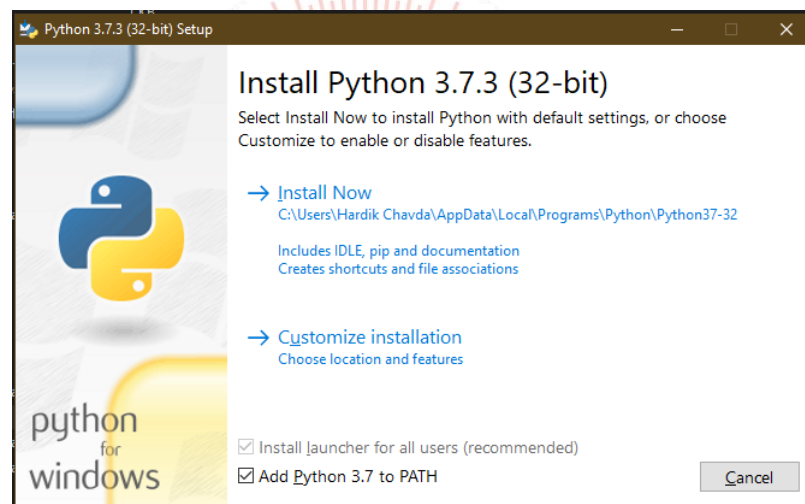 Python 3.7.3 (32-bit) Setup
Install Python 3.7.3 (32-bit)
Select Install Now to install Python with default settings, or choose
Customize to enable or disable features.
Install Now
C:\Users\Hardik Chavda\AppData\Local\Programs\Python\Python37-32
Includes IDLE, pip and documentation
Creates shortcuts and file associations
Customize installation
Choose location and features
python
for
windows
Install launcher for all users (recommended)
Add Python 3.7 to PATH
Cancel